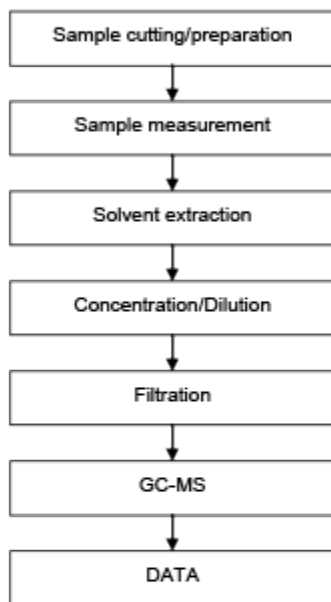 Sample cutting/preparation
Sample measurement
Solvent extraction
Concentration/Dilution
Filtration
GC-MS
DATA